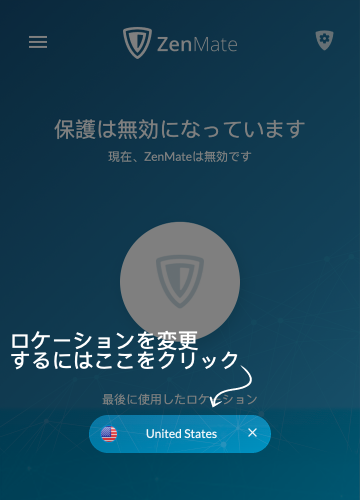 ZenMate
保護は無効になっています
現在、ZenMateは無効です
ロケーションを変更
するにはここをクリック
最後に使用したロケーション
United States